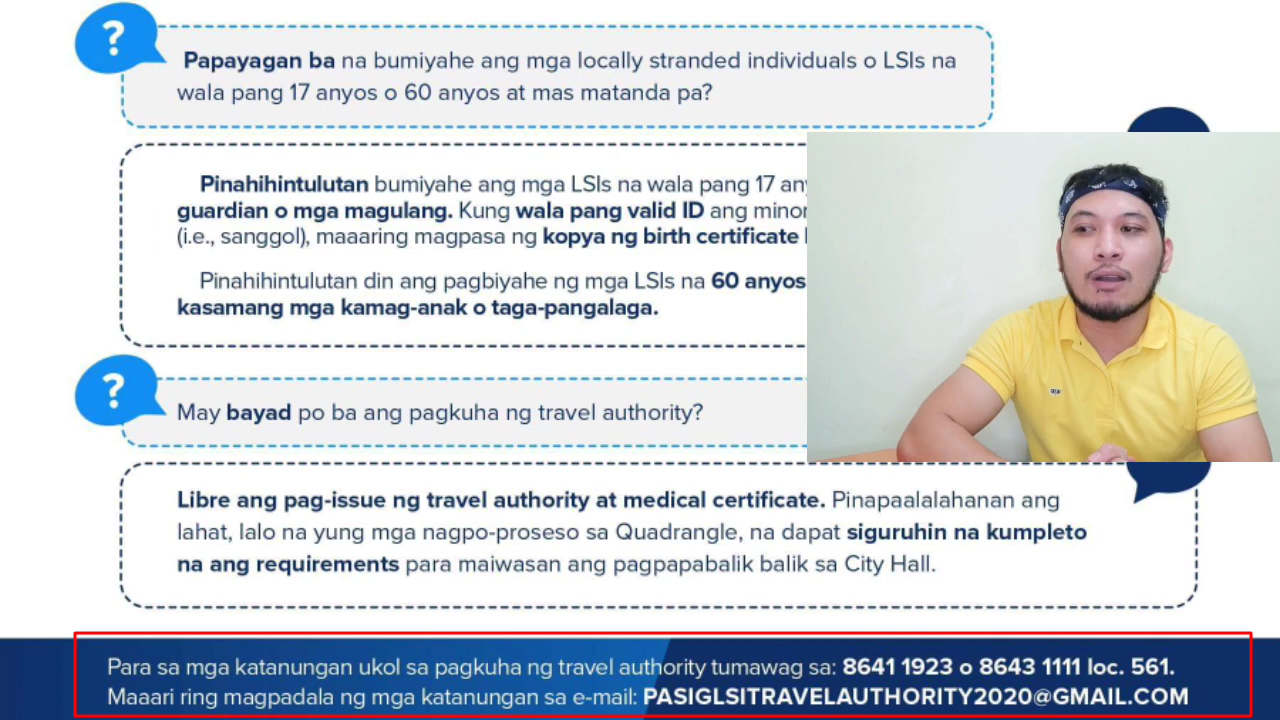 ?
Papayagan ba na bumiyahe ang mga locally stranded individuals o LSIs na
wala pang 17 anyos o 60 anyos at mas matanda pa?
Pinahihintulutan bumiyahe ang mga LSIs na wala pang 17
guardian o mga magulang. Kung wala pang valid ID ang
(i.e., sanggol), maaaring magpasa ng kopya ng birth certificate
Pinahihintulutan din ang pagbiyahe ng mga LSIs na 60 anyos
kasamang mga kamag-anak o taga-pangalaga.
?
May bayad po ba ang pagkuha ng travel authority?
Libre ang pag-issue ng travel authority at medical certificate. Pinapaalalahanan ang
lahat, lalo na yung mga nagpo-proseso sa Quadrangle, na dapat siguruhin na kumpleto
na ang requirements para maiwasan ang pagpapabalik balik sa City Hall.
Para sa mga katanungan ukol sa pagkuha ng travel authority tumawag sa: 8641 1923 o 8643 1111 loc. 561.
Maaari ring magpadala ng mga katanungan sa e-mail: PASIGLSITRAVELAUTHORITY2020@GMAIL.COM